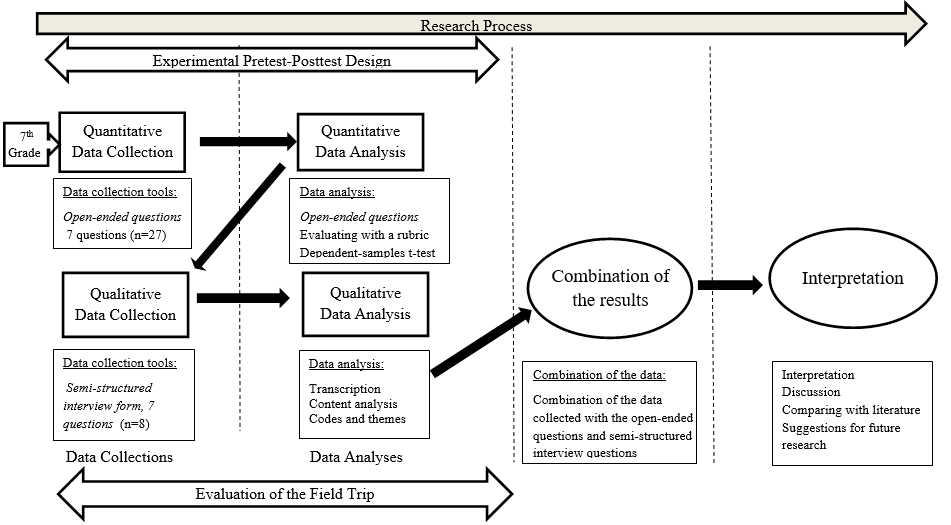 Research Process
Experimental Pretest-Posttest Design
7th
Grade
Quantitative
Data Collection
Quantitative
Data Analysis
Data collection tools:
Open-ended questions
7 questions (n=27)
Data analysis:
Open-ended questions
Evaluating with a rubric
Dependent-samples t-test
Qualitative
Data Collection
Qualitative
Data Analysis
Combination of
the results
Interpretation
Data collection tools:
Semi-structured
interview form, 7
questions (n=8)
Data analysis:
Transcription
Content analysis
Codes and themes
Combination of the data:
Combination of the data
collected with the open-ended
questions and semi-structured
interview questions
Interpretation
Discussion
Comparing with literature
Suggestions for future
research
Data Collections
Data Analyses
Evaluation of the Field Trip